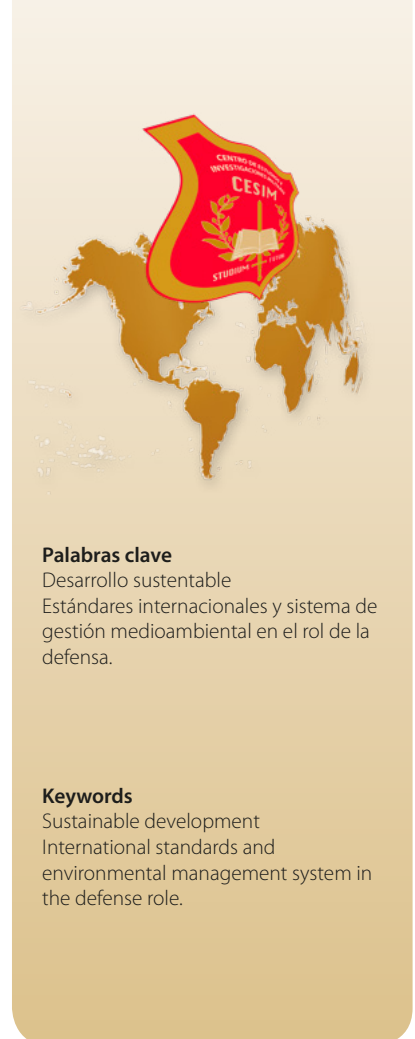 CENTRO DE ESTUDIOS E
INVESTIGACIONES MILITARES
CESIM
STUDIUM
Palabras clave
Desarrollo sustentable
Estándares internacionales y sistema de
gestión medioambiental en el rol de la
defensa.
Keywords
Sustainable development
International standards and
environmental management system in
the defense role.